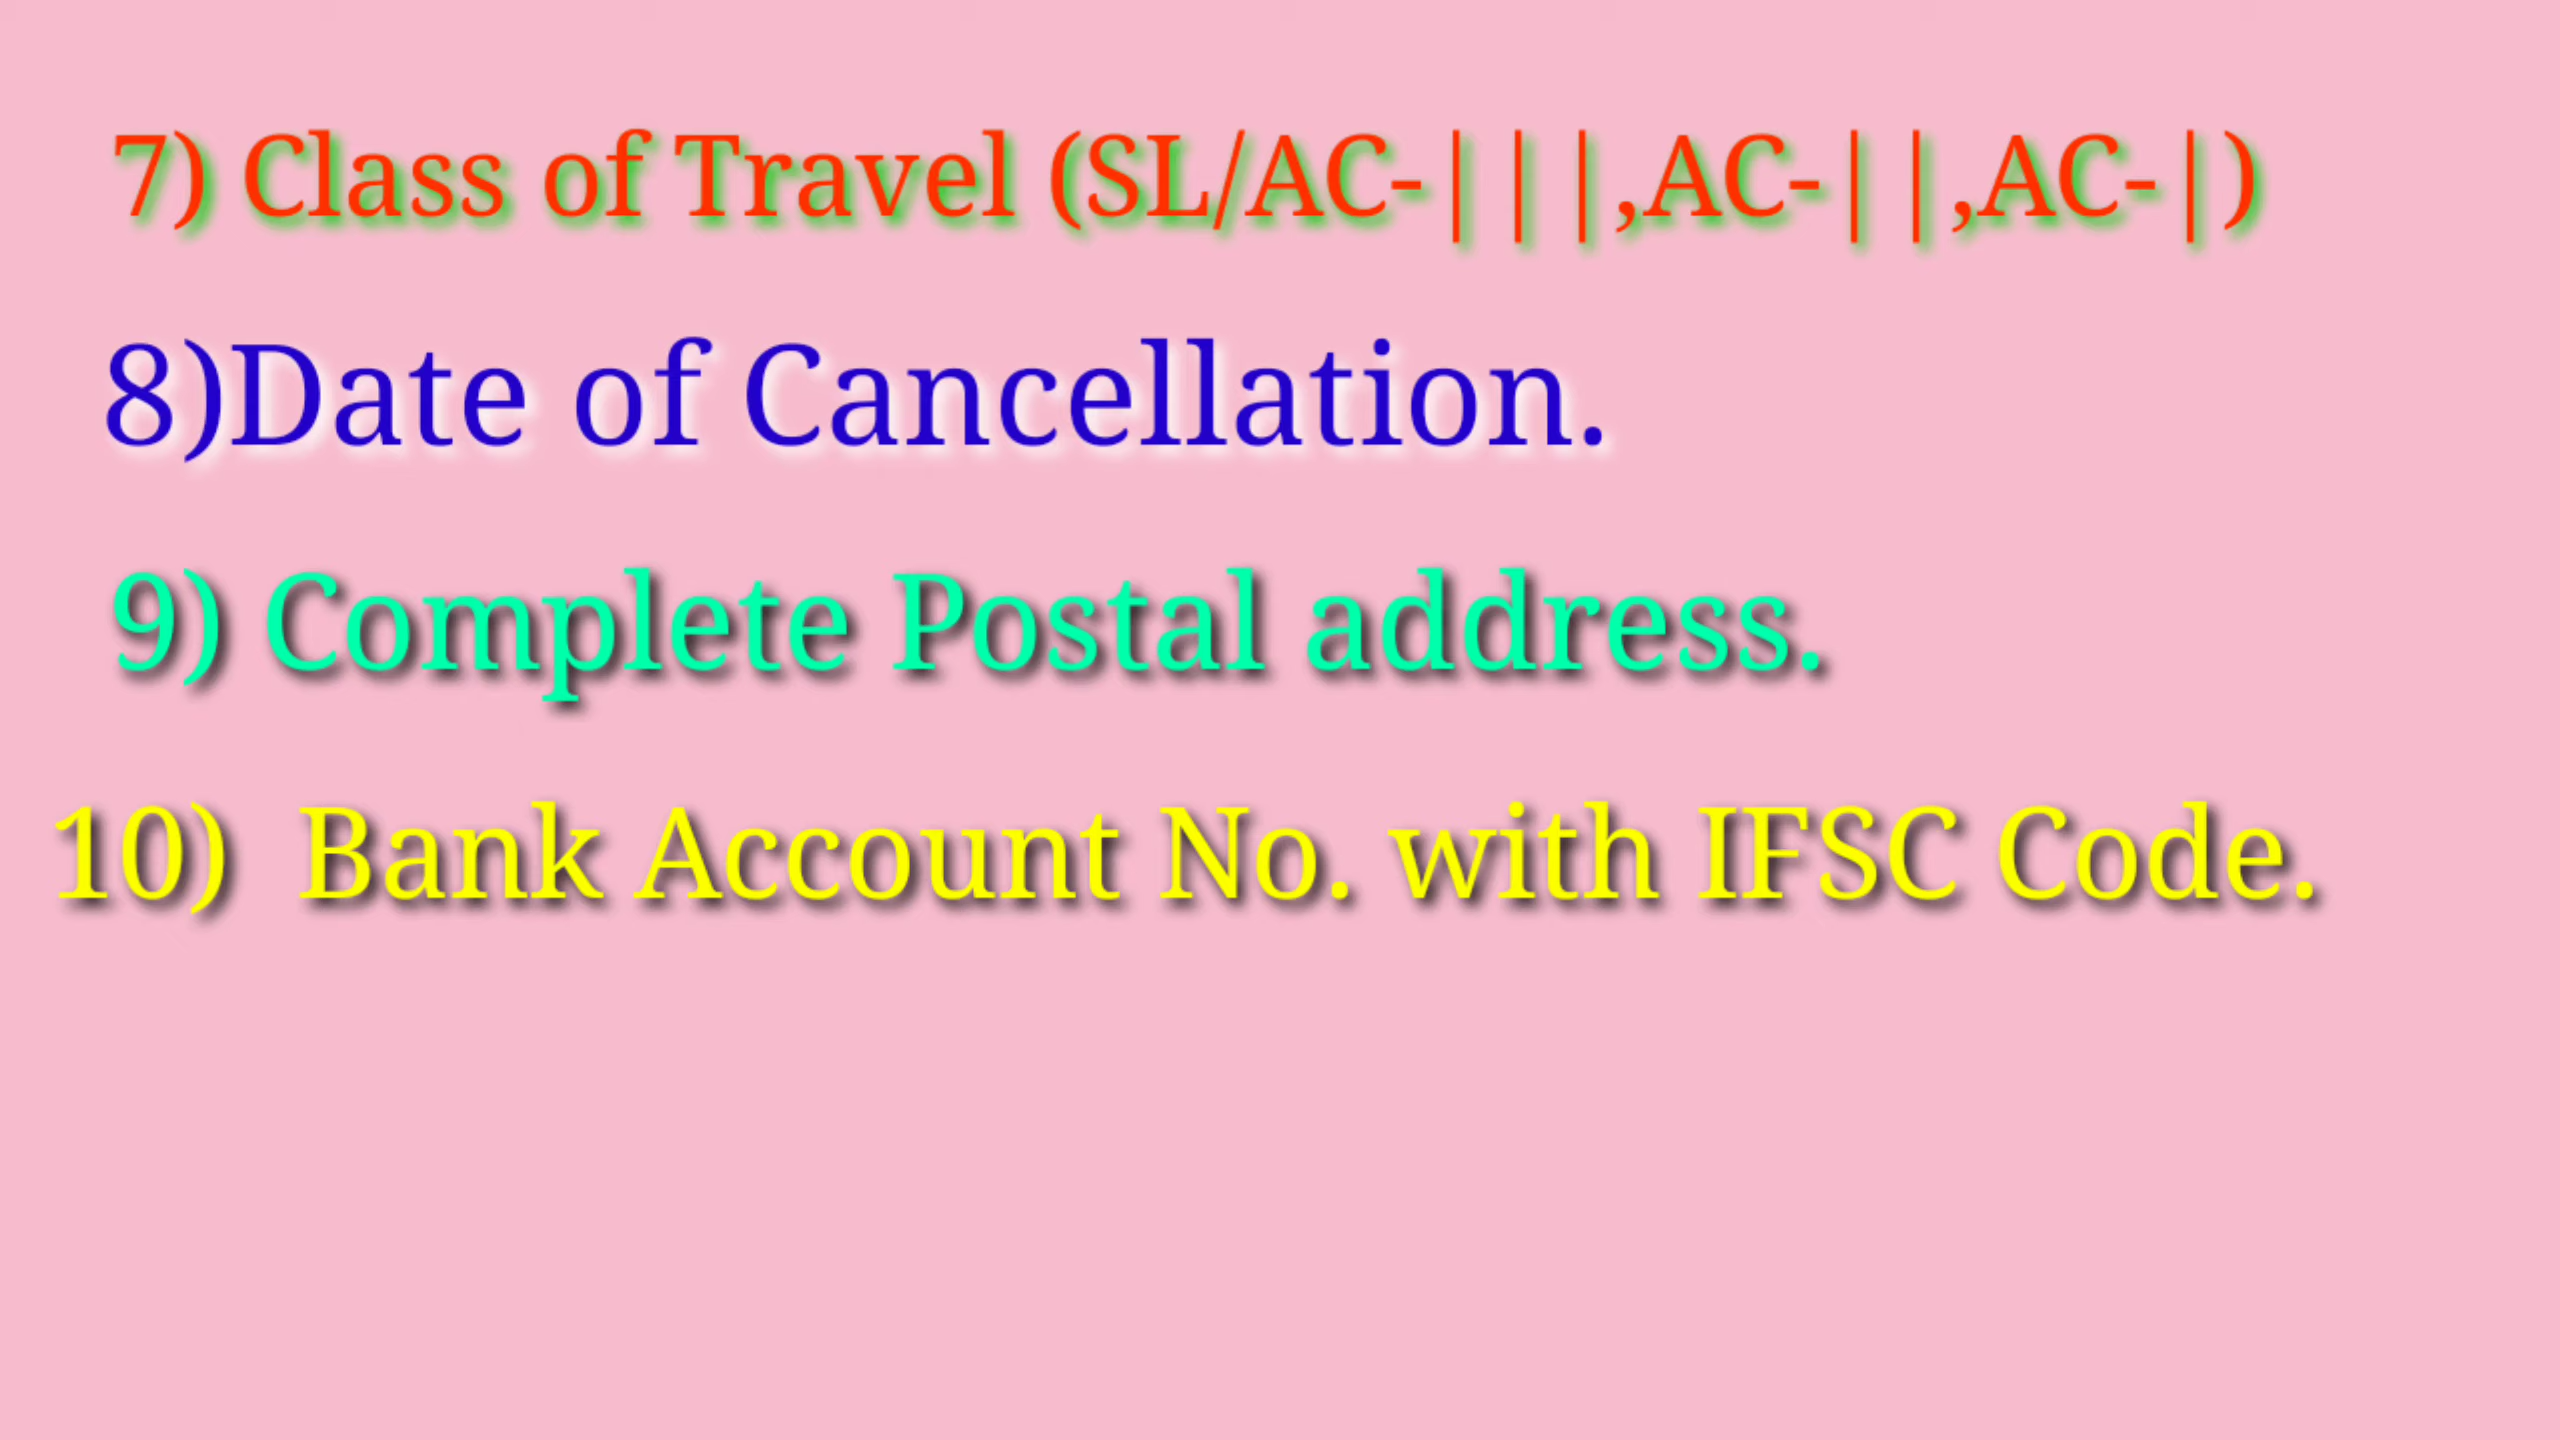 7) Class of Travel (SL/AC-|||,AC-||,AC-|)
8)Date of Cancellation.
9) Complete Postal address.
10) Bank Account No. with IFSC Code.